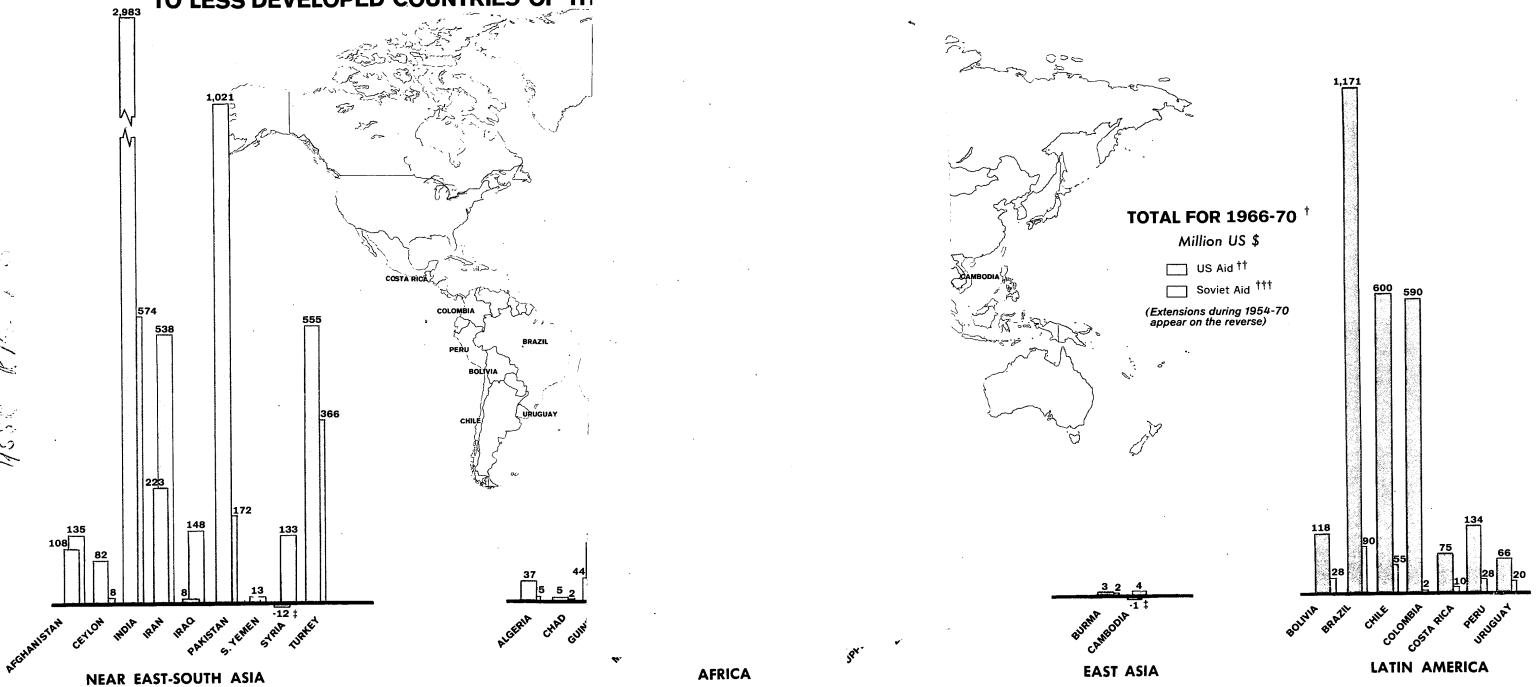 TO LESS DEVELOPED COUNTRIES OF
2,983
1,021
1,171
TOTAL FOR 1966-70 †
Million US $
US Aid ††
Soviet Aid †††
(Extensions during 1954-70
appear on the reverse)
COSTA RICA
COLOMBIA
PERU
BRAZIL
BOLIVIA
CHILE
URUGUAY
CAMBODIA
574
538
555
366
600
590
223
172
148
133
135
108
82
8
8
13
-12 ‡
37
5
5
2
44
3
2
4
-1 ‡
118
28
90
55
2
75
10
134
28
66
20
AFGHANISTAN
CEYLON
INDIA
IRAN
IRAQ
PAKISTAN
S. YEMEN
SYRIA
TURKEY
NEAR EAST-SOUTH ASIA
ALGERIA
CHAD
AFRICA
BURMA
CAMBODIA
EAST ASIA
BOLIVIA
BRAZIL
CHILE
COLOMBIA
COSTA RICA
PERU
URUGUAY
LATIN AMERICA